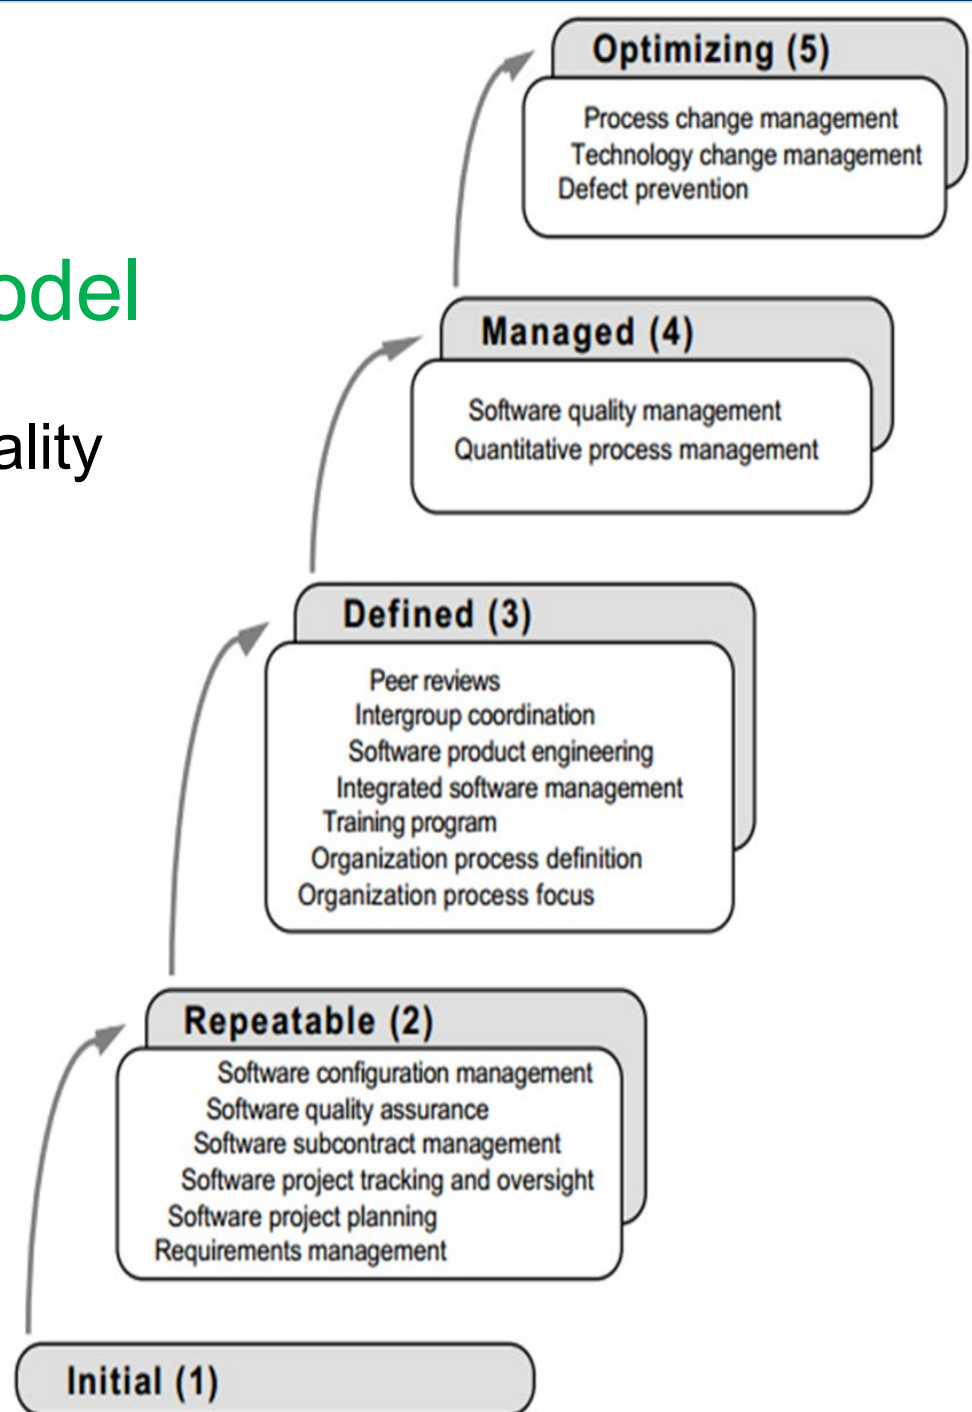 Optimizing (5)
Process change management
Technology change management
Defect prevention
odel
Managed (4)
ality
Software quality management
Quantitative process management
Defined (3)
Peer reviews
Intergroup coordination
Software product engineering
Integrated software management
Training program
Organization process definition
Organization process focus
Repeatable (2)
Software configuration management
Software quality assurance
Software subcontract management
Software project tracking and oversight
Software project planning
Requirements management
Initial (1)